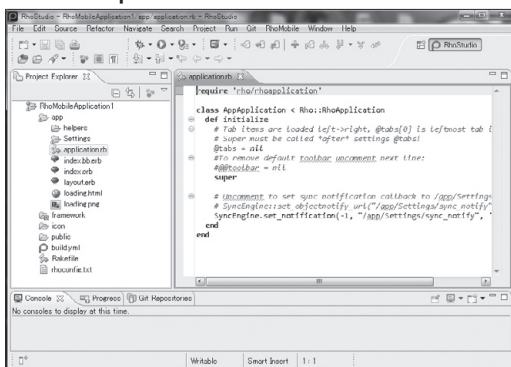 RhoStudio - RhoMobileApplication1/app/application.rb - RhoStudio
File Edit Source Refactor Navigate Search Project Run Git RhoMobile Window Help
RhoStudio
Project Explorer
RhoMobileApplication1
app
helpers
Settings
application.rb
index.bb.erb
index.erb
layout.erb
loading.html
loading.png
framework
icon
public
build.yml
Rakefile
rhoconfig.txt
application.rb
require 'rho/rhoapplication'
class AppApplication < Rho::RhoApplication
def initialize
# Tab items are loaded left->right, @tabs[0] is leftmost tab i
# Super must be called *after* settings @tabs!
@tabs = nil
#To remove default toolbar uncomment next line:
#@@toolbar = nil
super
# Uncomment to set sync notification callback to /app/Settings
# SyncEngine::set_objectnotify_url("/app/Settings/sync_notify"
SyncEngine.set_notification(-1, "/app/Settings/sync_notify", '
end
end
Console Progress Git Repositories
No consoles to display at this time.
Writable Smart Insert 1 : 1